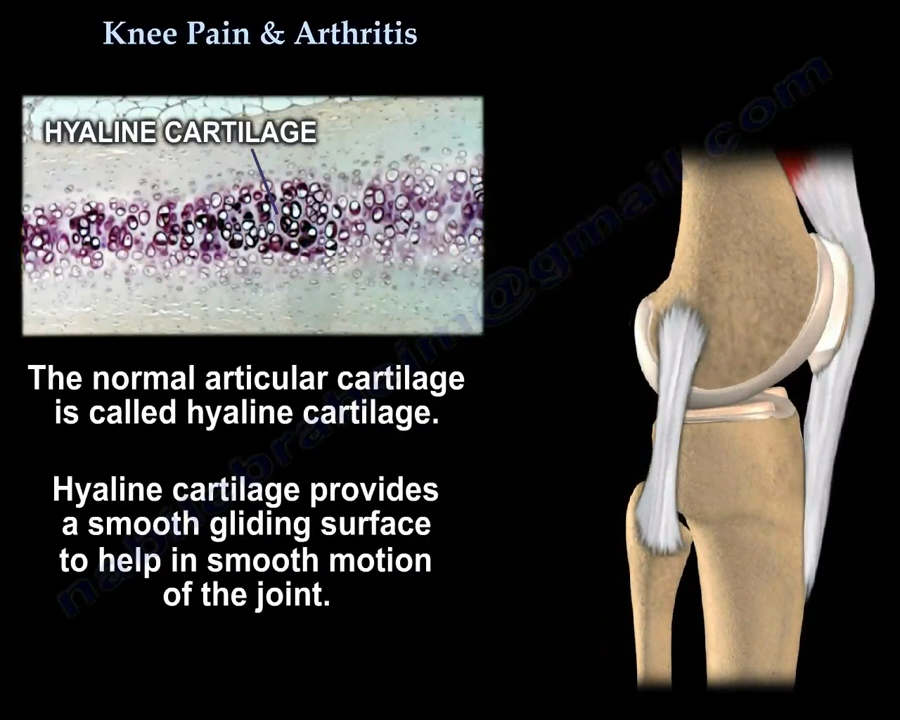 Knee Pain & Arthritis
HYALINE CARTILAGE
The normal articular cartilage
is called hyaline cartilage.
Hyaline cartilage provides
a smooth gliding surface
to help in smooth motion
of the joint.